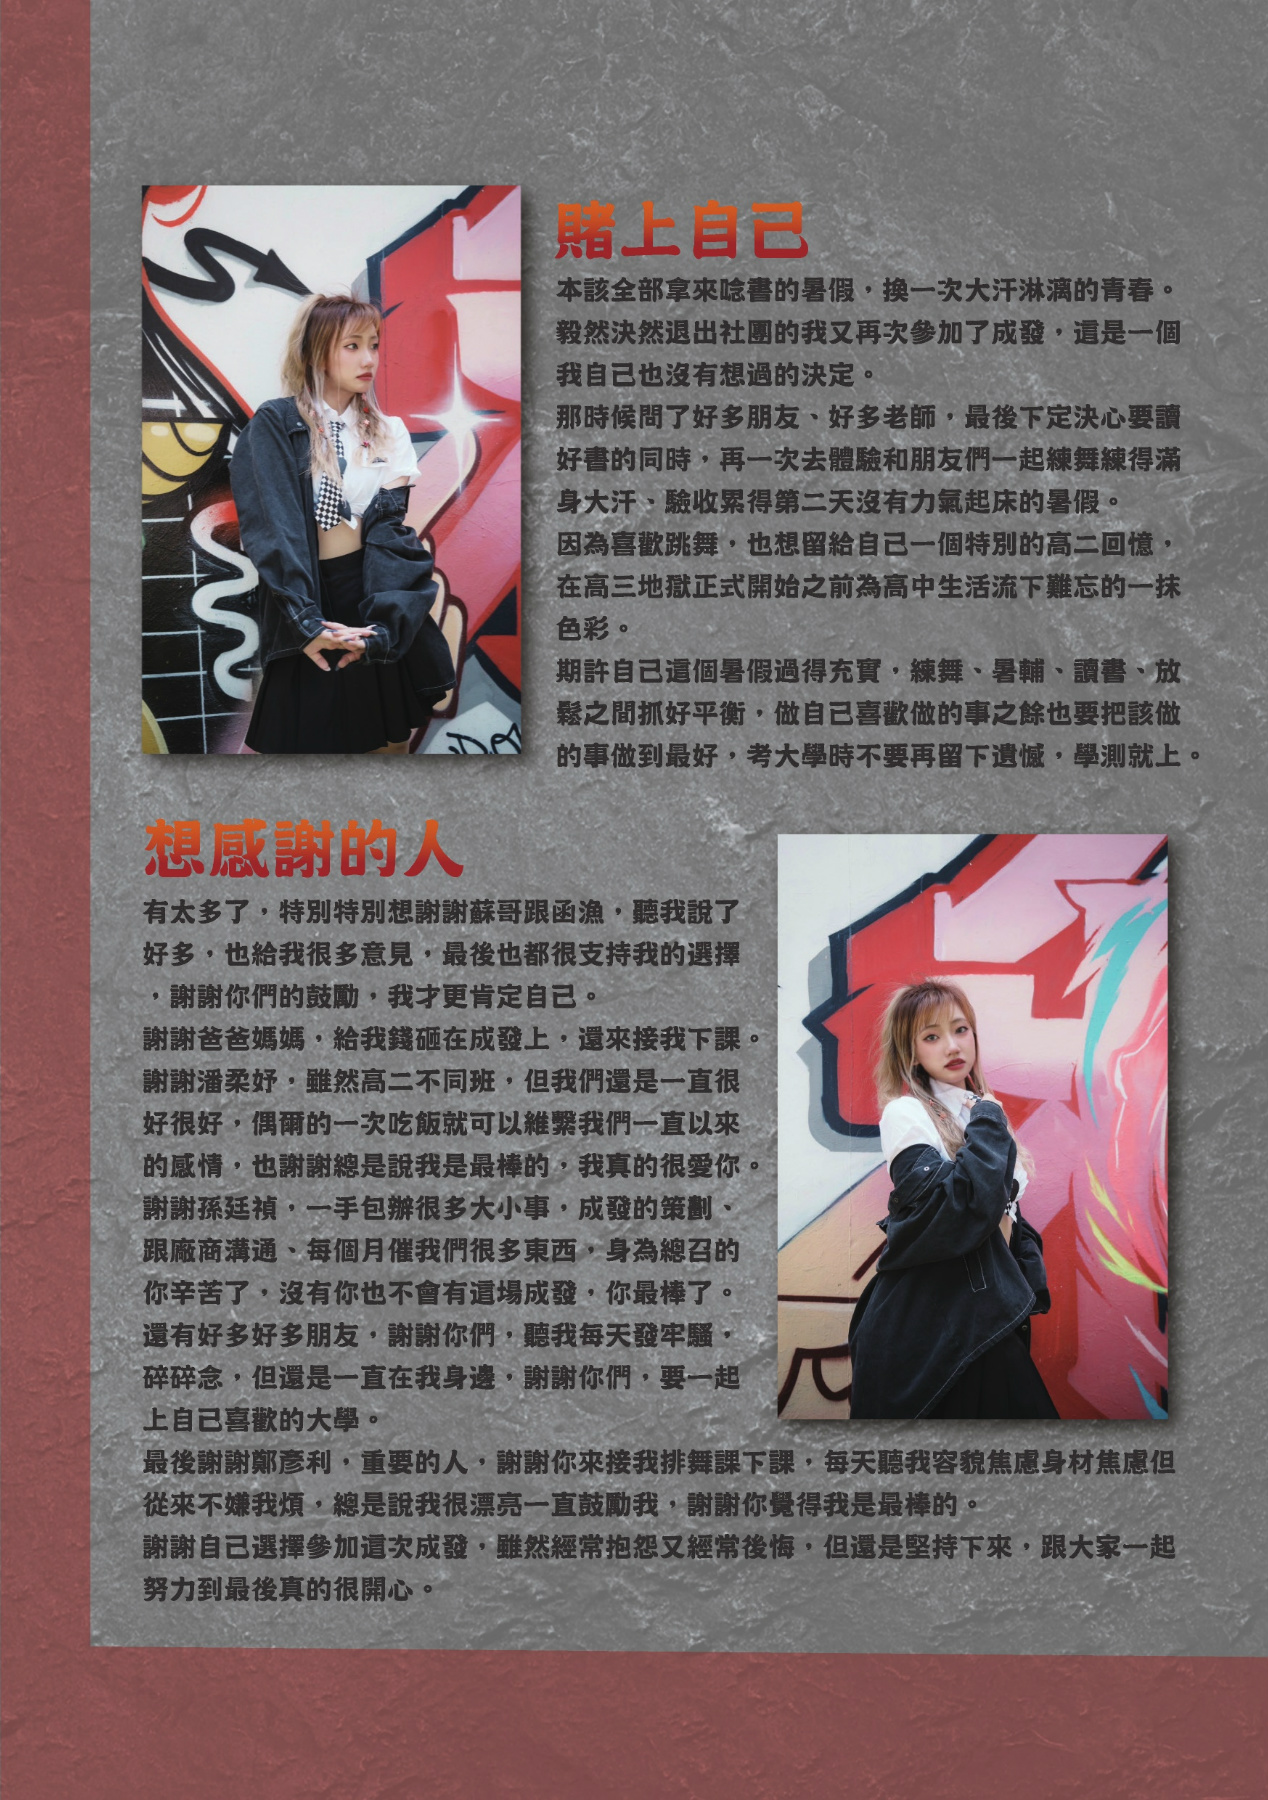 賭上自己
本該全部拿來唸書的暑假，換一次大汗淋漓的青春。
毅然決然退出社團的我又再次參加了成發，這是一個
我自己也沒有想過的決定。
那時候問了好多朋友、好多老師，最後下定決心要讀
好書的同時，再一次去體驗和朋友們一起練舞練得滿
身大汗、驗收累得第二天沒有力氣起床的暑假。
因為喜歡跳舞，也想留給自己一個特別的高二回憶，
在高三地獄正式開始之前為高中生活流下難忘的一抹
色彩。
期許自己這個暑假過得充實，練舞、暑輔、讀書、放
鬆之間抓好平衡，做自己喜歡做的事之餘也要把該做
的事做到最好，考大學時不要再留下遺憾，學測就上。
想感謝的人
有太多了，特別特別想謝謝蘇哥跟函漁，聽我說了
好多，也給我很多意見，最後也都很支持我的選擇
，謝謝你們的鼓勵，我才更肯定自己。
謝謝爸爸媽媽，給我錢砸在成發上，還來接我下課。
謝謝潘柔妤，雖然高二不同班，但我們還是一直很
好很好，偶爾的一次吃飯就可以維繫我們一直以來
的感情，也謝謝總是說我是最棒的，我真的很愛你。
謝謝孫廷禎，一手包辦很多大小事，成發的策劃、
跟廠商溝通、每個月催我們很多東西，身為總召的
你辛苦了，沒有你也不會有這場成發，你最棒了。
還有好多好多朋友，謝謝你們，聽我每天發牢騷，
碎碎念，但還是一直在我身邊，謝謝你們，要一起
上自己喜歡的大學。
最後謝謝鄭彥利，重要的人，謝謝你來接我排舞課下課，每天聽我容貌焦慮身材焦慮但
從來不嫌我煩，總是說我很漂亮一直鼓勵我，謝謝你覺得我是最棒的。
謝謝自己選擇參加這次成發，雖然經常抱怨又經常後悔，但還是堅持下來，跟大家一起
努力到最後真的很開心。